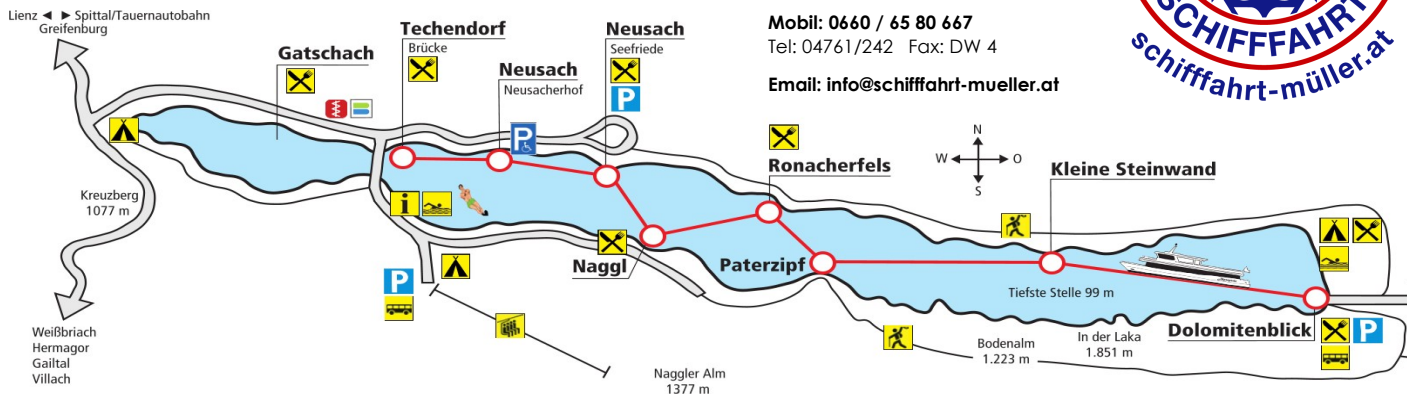 Lienz ◄ ► Spittal/Tauernautobahn
Greifenburg
Gatschach
Techendorf
Brücke
Neusach
Neusacherhof
Neusach
Seefriede
P
P
Mobil: 0660 / 65 80 667
Tel: 04761/242 Fax: DW 4
Email: info@schifffahrt-mueller.at
SCHIFFFAHRT
schifffahrt-müller.at
N
W O
S
Ronacherfels
Kleine Steinwand
Kreuzberg
1077 m
i
Naggl
Paterzipf
P
Tiefste Stelle 99 m
Dolomitenblick
P
Weißbriach
Hermagor
Gailtal
Villach
Bodenalm
1.223 m
In der Laka
1.851 m
Naggler Alm
1377 m